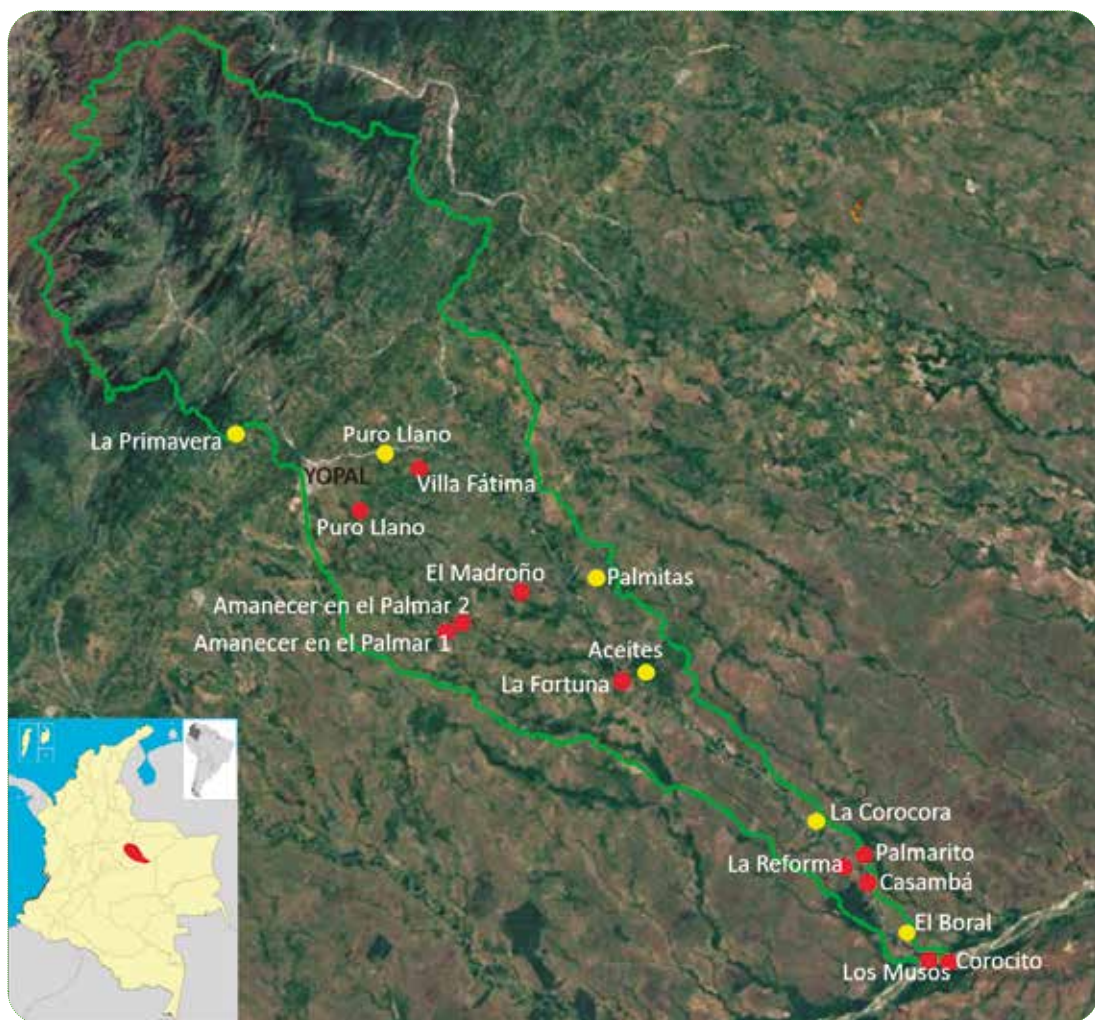 La Primavera
Puro Llano
YOPAL
Villa Fátima
Puro Llano
El Madroño
Palmitas
Amanecer en el Palmar 2
Amanecer en el Palmar 1
Aceites
La Fortuna
La Corocora
La Reforma
Palmarito
Casambá
El Boral
Los Musos
Corocito